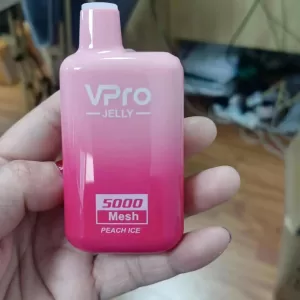 VPro
JELLY
5000
Mesh
PEACH ICE